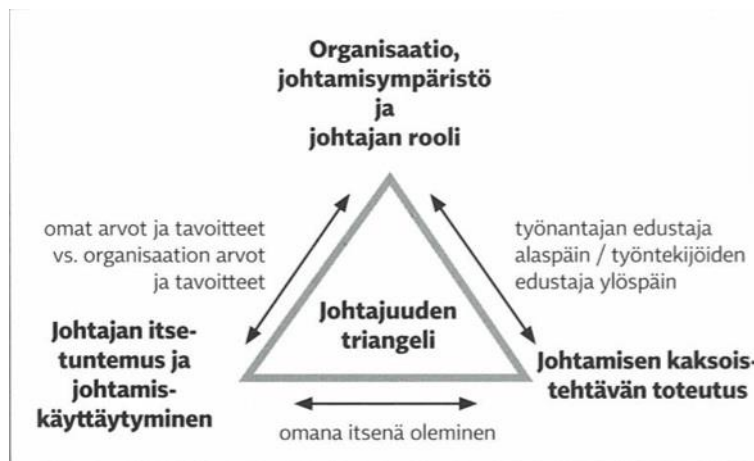 Organisaatio,
johtamisympäristö
ja
johtajan rooli
omat arvot ja tavoitteet
vs. organisaation arvot
ja tavoitteet
työnantajan edustaja
alaspäin / työntekijöiden
edustaja ylöspäin
Johtajuuden
triangeli
Johtajan itse-
tuntemus ja
johtamis-
käyttäytyminen
Johtamisen kaksois-
tehtävän toteutus
omana itsenä oleminen